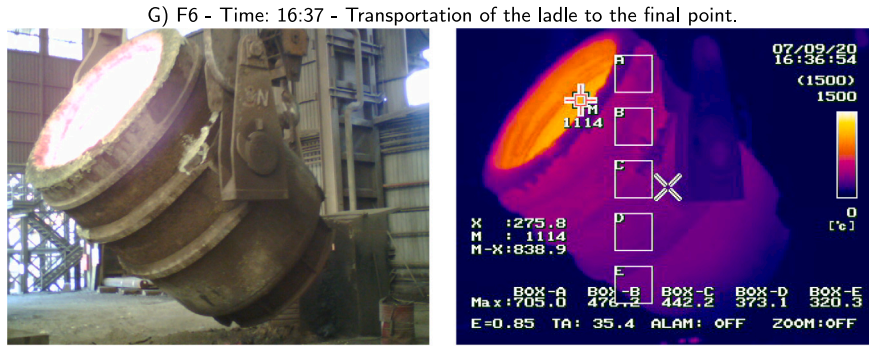 G) F6 - Time: 16:37 - Transportation of the ladle to the final point.
07/09/20
16:36:54
(1500)
1500
A
M
1114
B
C
0
[℃]
X :275.8
M : 1114
M-X:838.9
D
E
BOX-A BOX-B BOX-C BOX-D BOX-E
Max:705.0 476.2 442.2 373.1 320.3
E=0.85 TA: 35.4 ALAM: OFF ZOOM:OFF